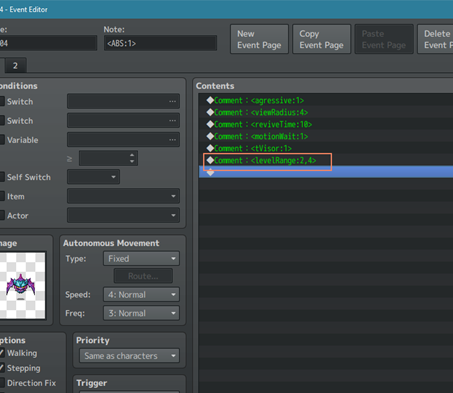 4 - Event Editor
e:
Note:
04
<ABS:1>
New
Event Page
Copy
Event Page
Paste
Event Page
Delete
Event P
2
onditions
Switch
...
Switch
...
Variable
...
≥
Self Switch
Item
Actor
mage
Autonomous Movement
Type:
Fixed
Route...
Speed:
4: Normal
Freq:
3: Normal
ptions
Walking
Stepping
Direction Fix
Priority
Same as characters
Trigger
Contents
◆Comment：<agressive:1>
◆Comment：<viewRadius:4>
◆Comment：<reviveTime:10>
◆Comment：<motionWait:1>
◆Comment：<tVisor:1>
◆Comment：<levelRange:2,4>
◆